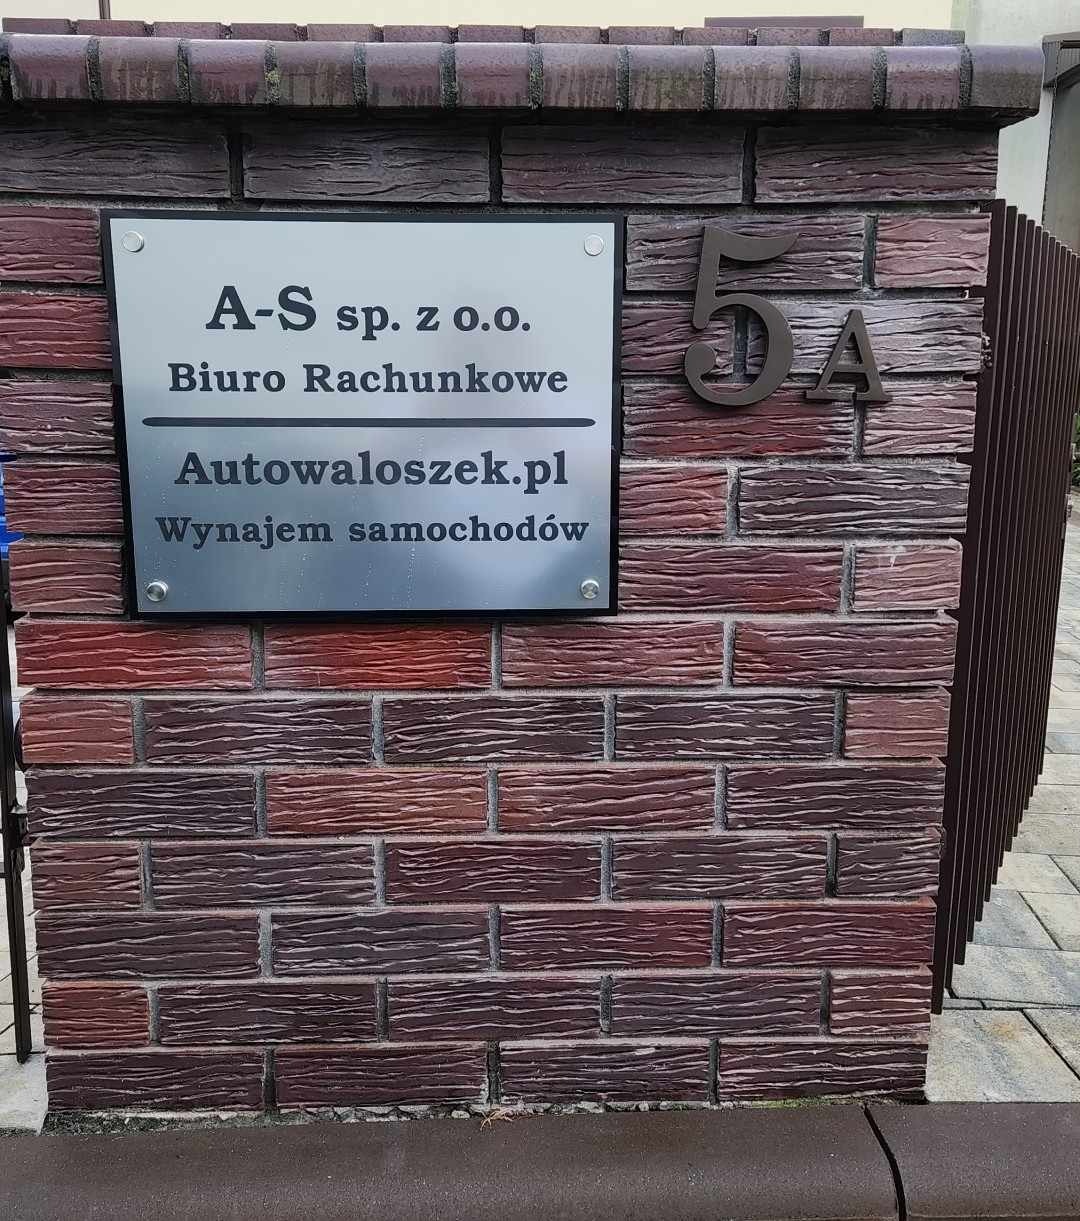 A-S sp. z o.o.
Biuro Rachunkowe
Autowaloszek.pl
Wynajem samochodów
5A